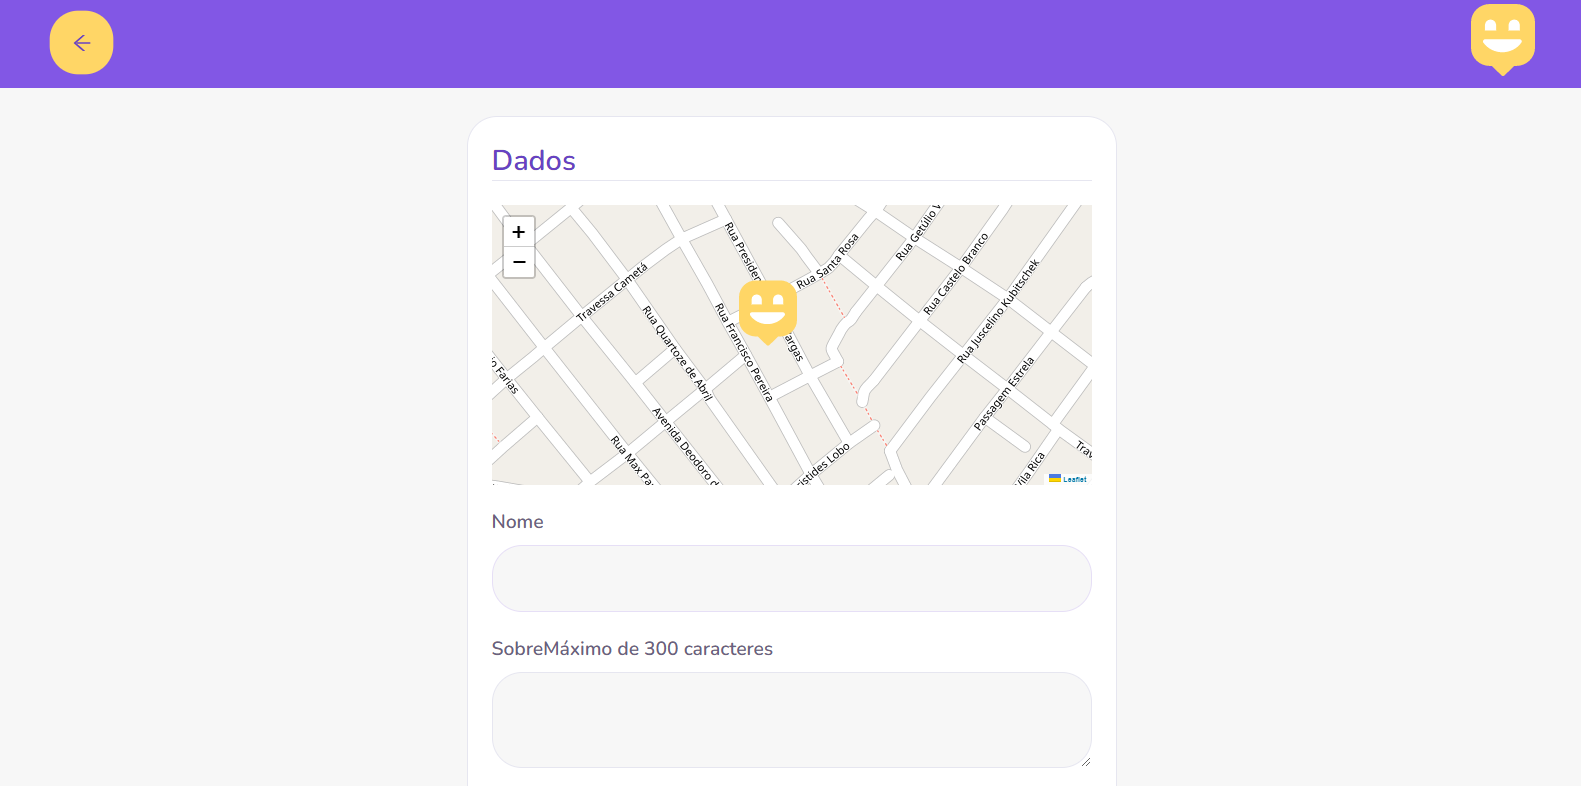 Dados
+
−
Travessa Cametá
Rua Quartoze de Abril
Rua Francisco Pereira
Rua Presiden
argas
Rua Santa Rosa
Rua Getúlio V
Rua Castelo Branco
Rua Juscelino Kubitschek
Passagem Estrela
o Farias
Avenida Deodoro d
Rua Max Pa
ristides Lobo
Vila Rica
Trav
Leaflet
Nome
SobreMáximo de 300 caracteres